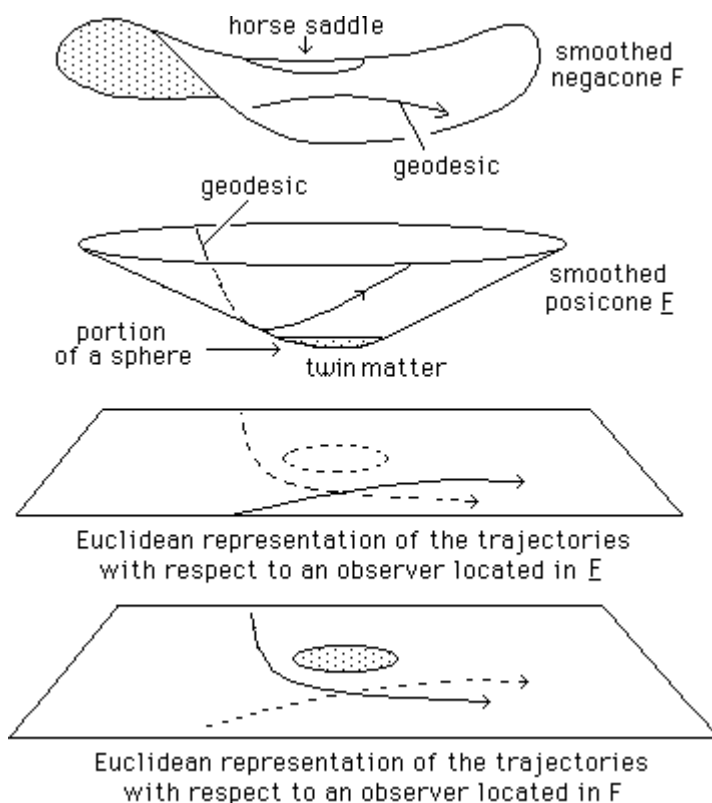 horse saddle
smoothed
negacone F
geodesic
geodesic
smoothed
posicone F
portion
of a sphere
twin matter
Euclidean representation of the trajectories
with respect to an observer located in F
Euclidean representation of the trajectories
with respect to an observer located in F